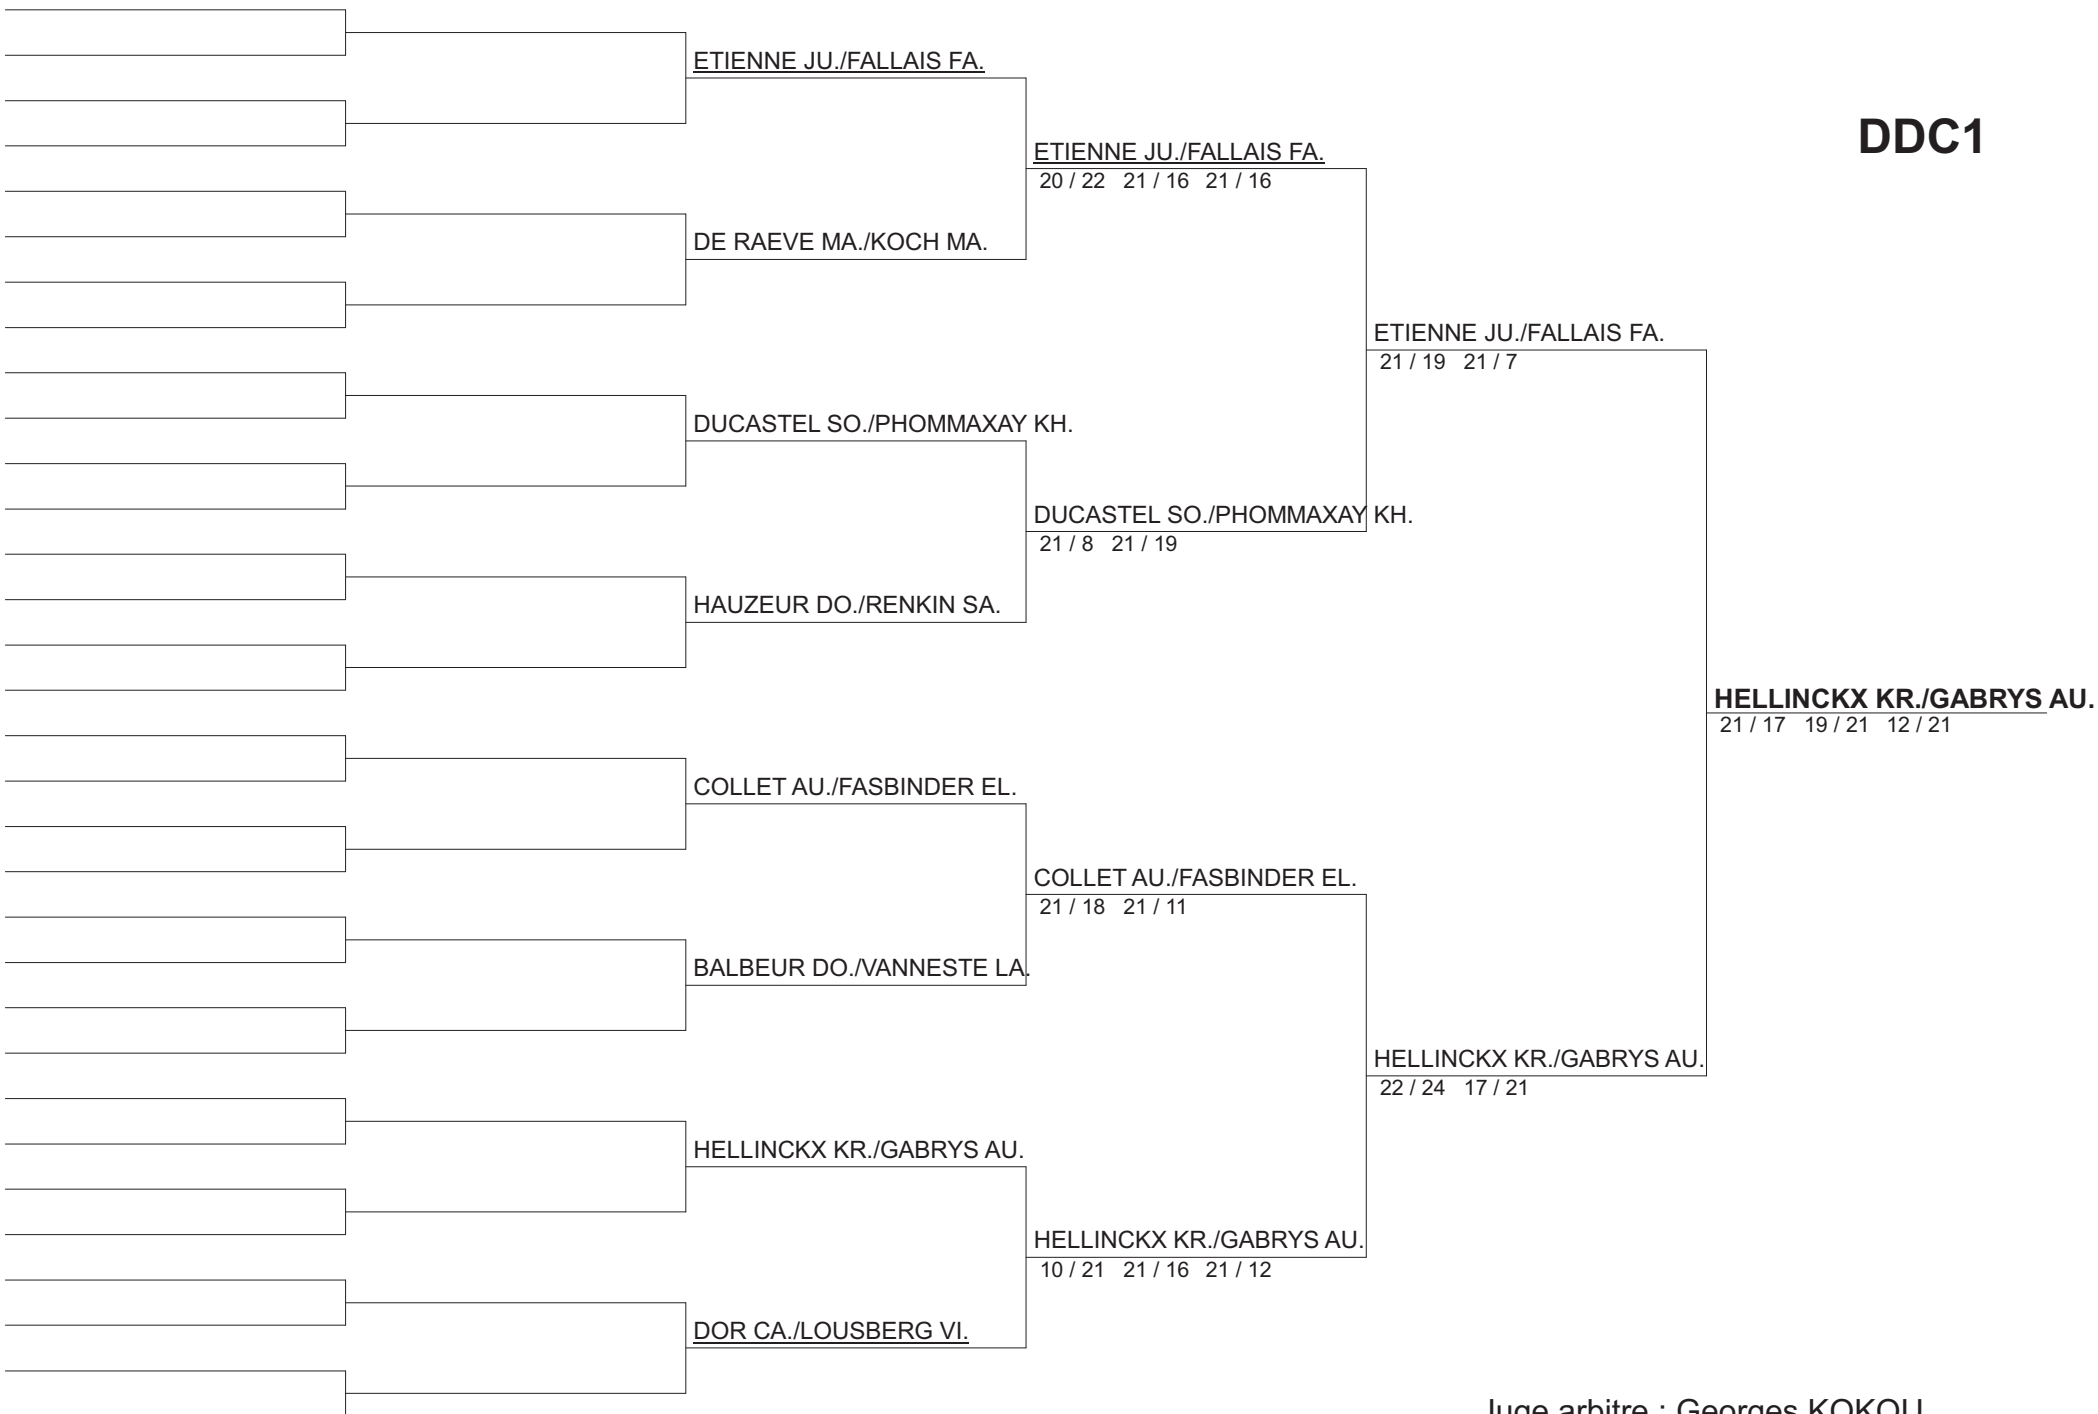 ETIENNE JU./FALLAIS FA.
DDC1
ETIENNE JU./FALLAIS FA.
20 / 22 21 / 16 21 / 16
DE RAEVE MA./KOCH MA.
ETIENNE JU./FALLAIS FA.
21 / 19 21 / 7
DUCASTEL SO./PHOMMAXAY KH.
DUCASTEL SO./PHOMMAXAY KH.
21 / 8 21 / 19
HAUZEUR DO./RENKIN SA.
HELLINCKX KR./GABRYS AU.
21 / 17 19 / 21 12 / 21
COLLET AU./FASBINDER EL.
COLLET AU./FASBINDER EL.
21 / 18 21 / 11
BALBEUR DO./VANNESTE LA.
HELLINCKX KR./GABRYS AU.
22 / 24 17 / 21
HELLINCKX KR./GABRYS AU.
HELLINCKX KR./GABRYS AU.
10 / 21 21 / 16 21 / 12
DOR CA./LOUSBERG VI.
Juge arbitre : Georges KOKOU